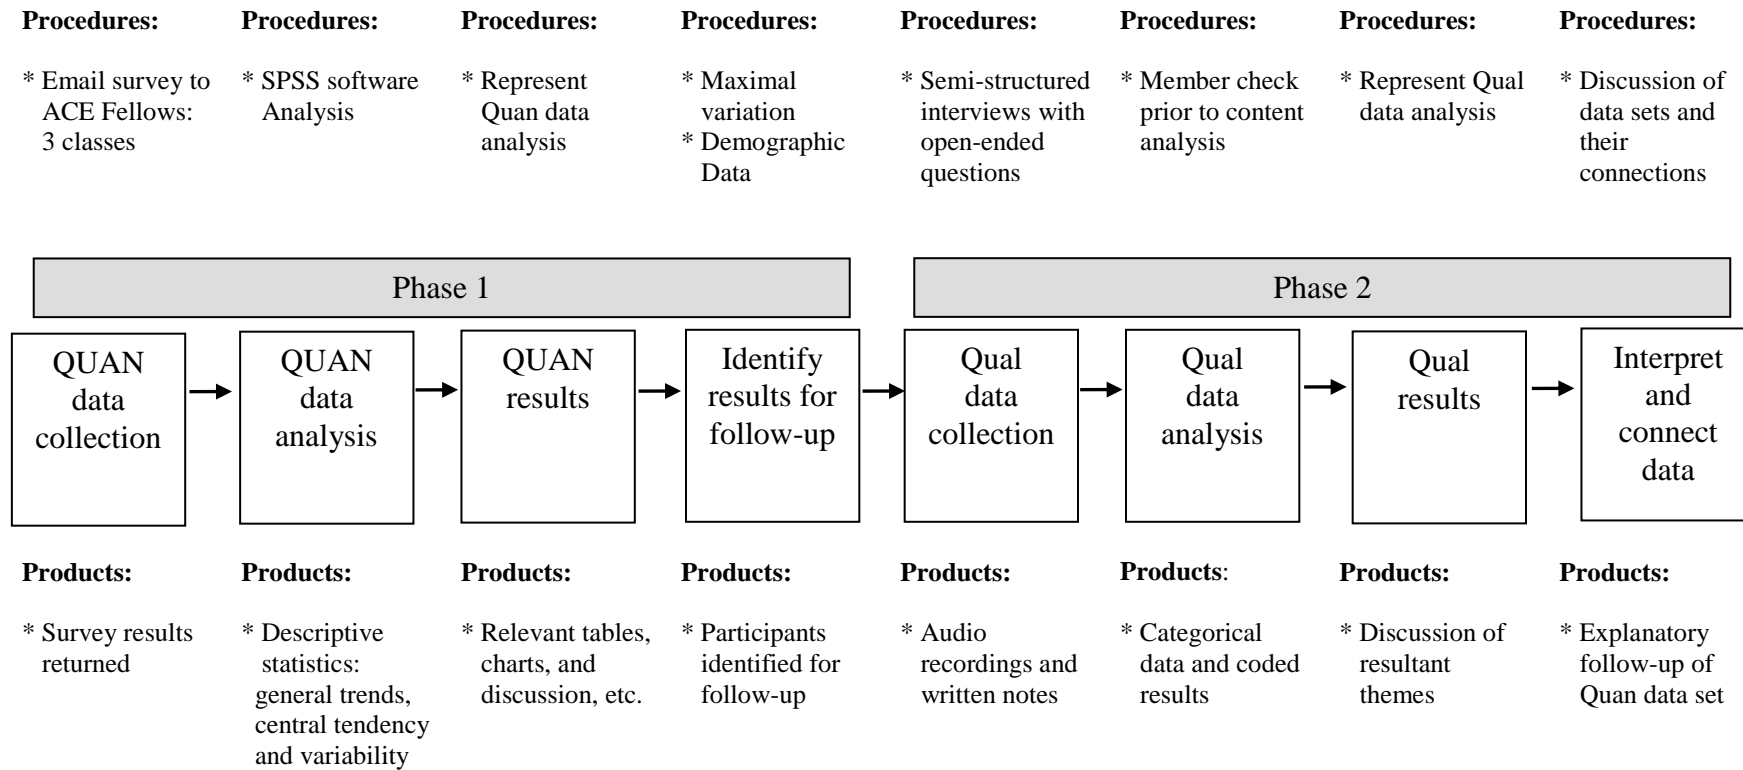 Procedures:
* Email survey to
ACE Fellows:
3 classes
Procedures:
* SPSS software
Analysis
Procedures:
* Represent
Quan data
analysis
Procedures:
* Maximal
variation
* Demographic
Data
Procedures:
* Semi-structured
interviews with
open-ended
questions
Procedures:
* Member check
prior to content
analysis
Procedures:
* Represent Qual
data analysis
Procedures:
* Discussion of
data sets and
their
connections
Phase 1
Phase 2
QUAN
data
collection
QUAN
data
analysis
QUAN
results
Identify
results for
follow-up
Qual
data
collection
Qual
data
analysis
Qual
results
Interpret
and
connect
data
Products:
* Survey results
returned
Products:
* Descriptive
statistics:
general trends,
central tendency
and variability
Products:
* Relevant tables,
charts, and
discussion, etc.
Products:
* Participants
identified for
follow-up
Products:
* Audio
recordings and
written notes
Products:
* Categorical
data and coded
results
Products:
* Discussion of
resultant
themes
Products:
* Explanatory
follow-up of
Quan data set